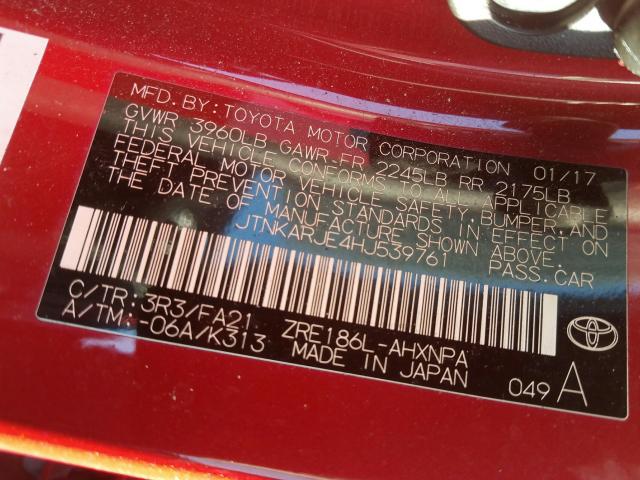 MFD. BY: TOYOTA MOTOR CORPORATION 01/17
GVWR 3960LB GAWR-FR 2245LB RR 2175LB
THIS VEHICLE CONFORMS TO ALL APPLICABLE
FEDERAL MOTOR VEHICLE SAFETY, BUMPER, AND
THEFT PREVENTION STANDARDS IN EFFECT ON
THE DATE OF MANUFACTURE SHOWN ABOVE.
JTNKARJE4HJ539761 PASS. CAR
C/TR: 3R3/FA21 ZRE186L-AHXNPA
A/TM: -06A/K313 MADE IN JAPAN
049 A